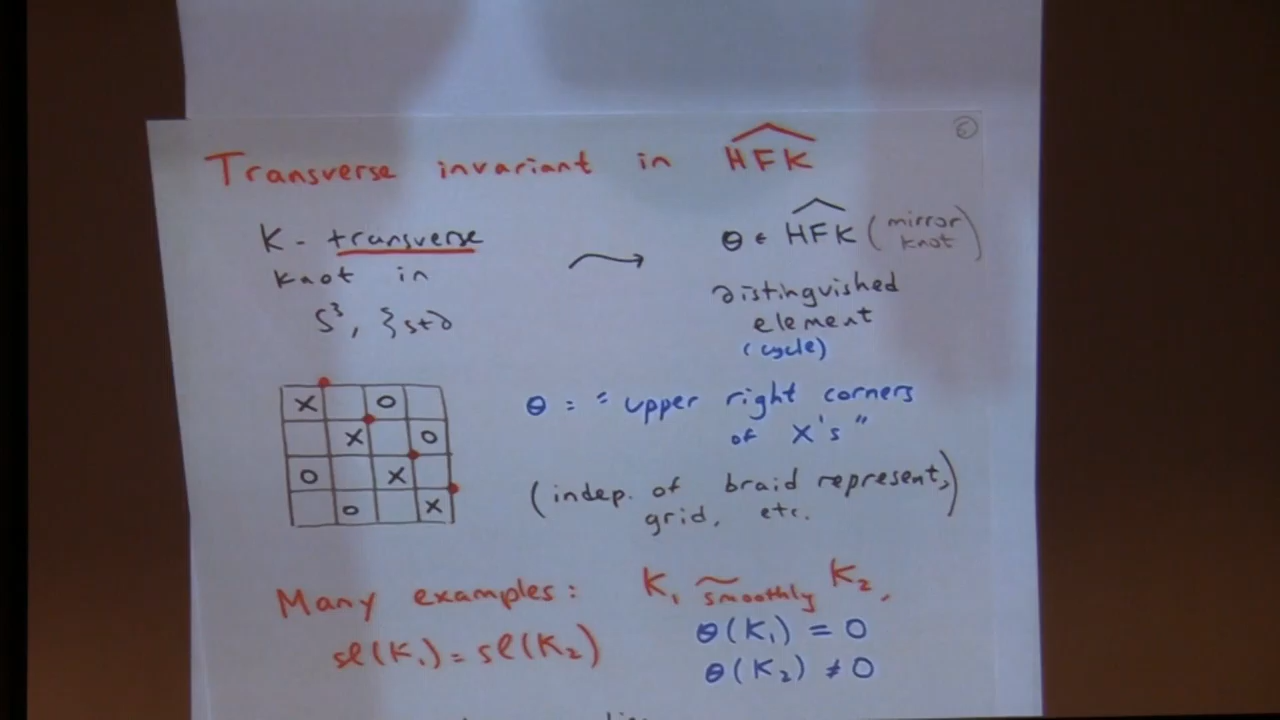 Transverse invariant in HFK
K - transverse
knot in
S³, ξstd
θ ∈ HFK (mirror knot)
distinguished
element
(cycle)
X O
X O
O X
O X
θ = "upper right corners
of X's"
(indep. of braid represent,
grid, etc.)
Many examples: K₁ ~ smoothly K₂,
sl(K₁) = sl(K₂)
θ(K₁) = 0
θ(K₂) ≠ 0